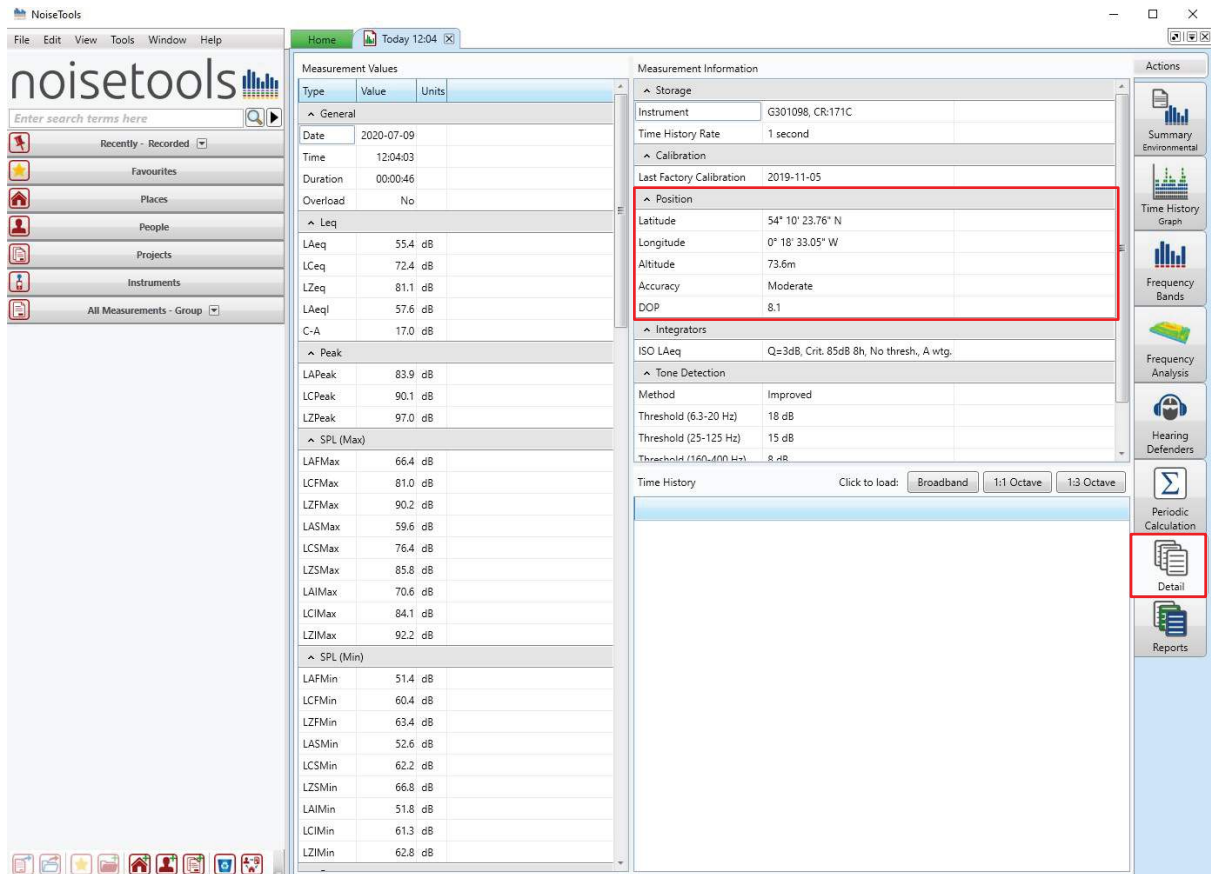 NoiseTools
File Edit View Tools Window Help
noisetools
Enter search terms here
Recently - Recorded
Favourites
Places
People
Projects
Instruments
All Measurements - Group
Home Today 12:04
Measurement Values
Type Value Units
General
Date 2020-07-09
Time 12:04:03
Duration 00:00:46
Overload No
Leq
LAeq 55.4 dB
LCeq 72.4 dB
LZeq 81.1 dB
LAeqI 57.6 dB
C-A 17.0 dB
Peak
LAPeak 83.9 dB
LCPeak 90.1 dB
LZPeak 97.0 dB
SPL (Max)
LAFMax 66.4 dB
LCFMax 81.0 dB
LZFMax 90.2 dB
LASMax 59.6 dB
LCSMax 76.4 dB
LZSMax 85.8 dB
LAIMax 70.6 dB
LCIMax 84.1 dB
LZIMax 92.2 dB
SPL (Min)
LAFMin 51.4 dB
LCFMin 60.4 dB
LZFMin 63.4 dB
LASMin 52.6 dB
LCSMin 62.2 dB
LZSMin 66.8 dB
LAIMin 51.8 dB
LCIMin 61.3 dB
LZIMin 62.8 dB
Measurement Information
Storage
Instrument G301098, CR:171C
Time History Rate 1 second
Calibration
Last Factory Calibration 2019-11-05
Position
Latitude 54° 10' 23.76" N
Longitude 0° 18' 33.05" W
Altitude 73.6m
Accuracy Moderate
DOP 8.1
Integrators
ISO LAeq Q=3dB, Crit. 85dB 8h, No thresh., A wtg.
Tone Detection
Method Improved
Threshold (6.3-20 Hz) 18 dB
Threshold (25-125 Hz) 15 dB
Threshold (160-400 Hz) 8 dB
Time History Click to load: Broadband 1:1 Octave 1:3 Octave
Actions
Summary
Environmental
Time History
Graph
Frequency
Bands
Frequency
Analysis
Hearing
Defenders
Periodic
Calculation
Detail
Reports